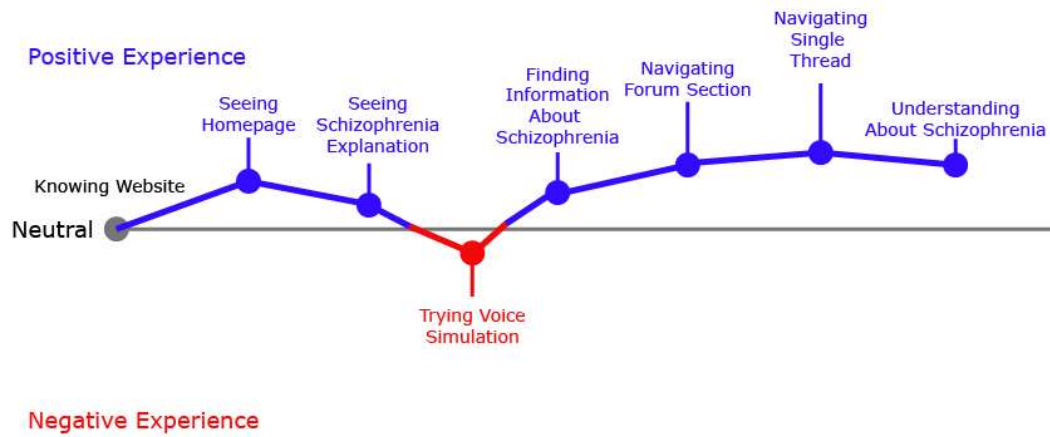 Positive Experience
Seeing
Homepage
Seeing
Schizophrenia
Explanation
Finding
Information
About
Schizophrenia
Navigating
Forum Section
Navigating
Single
Thread
Understanding
About Schizophrenia
Knowing Website
Neutral
Trying Voice
Simulation
Negative Experience